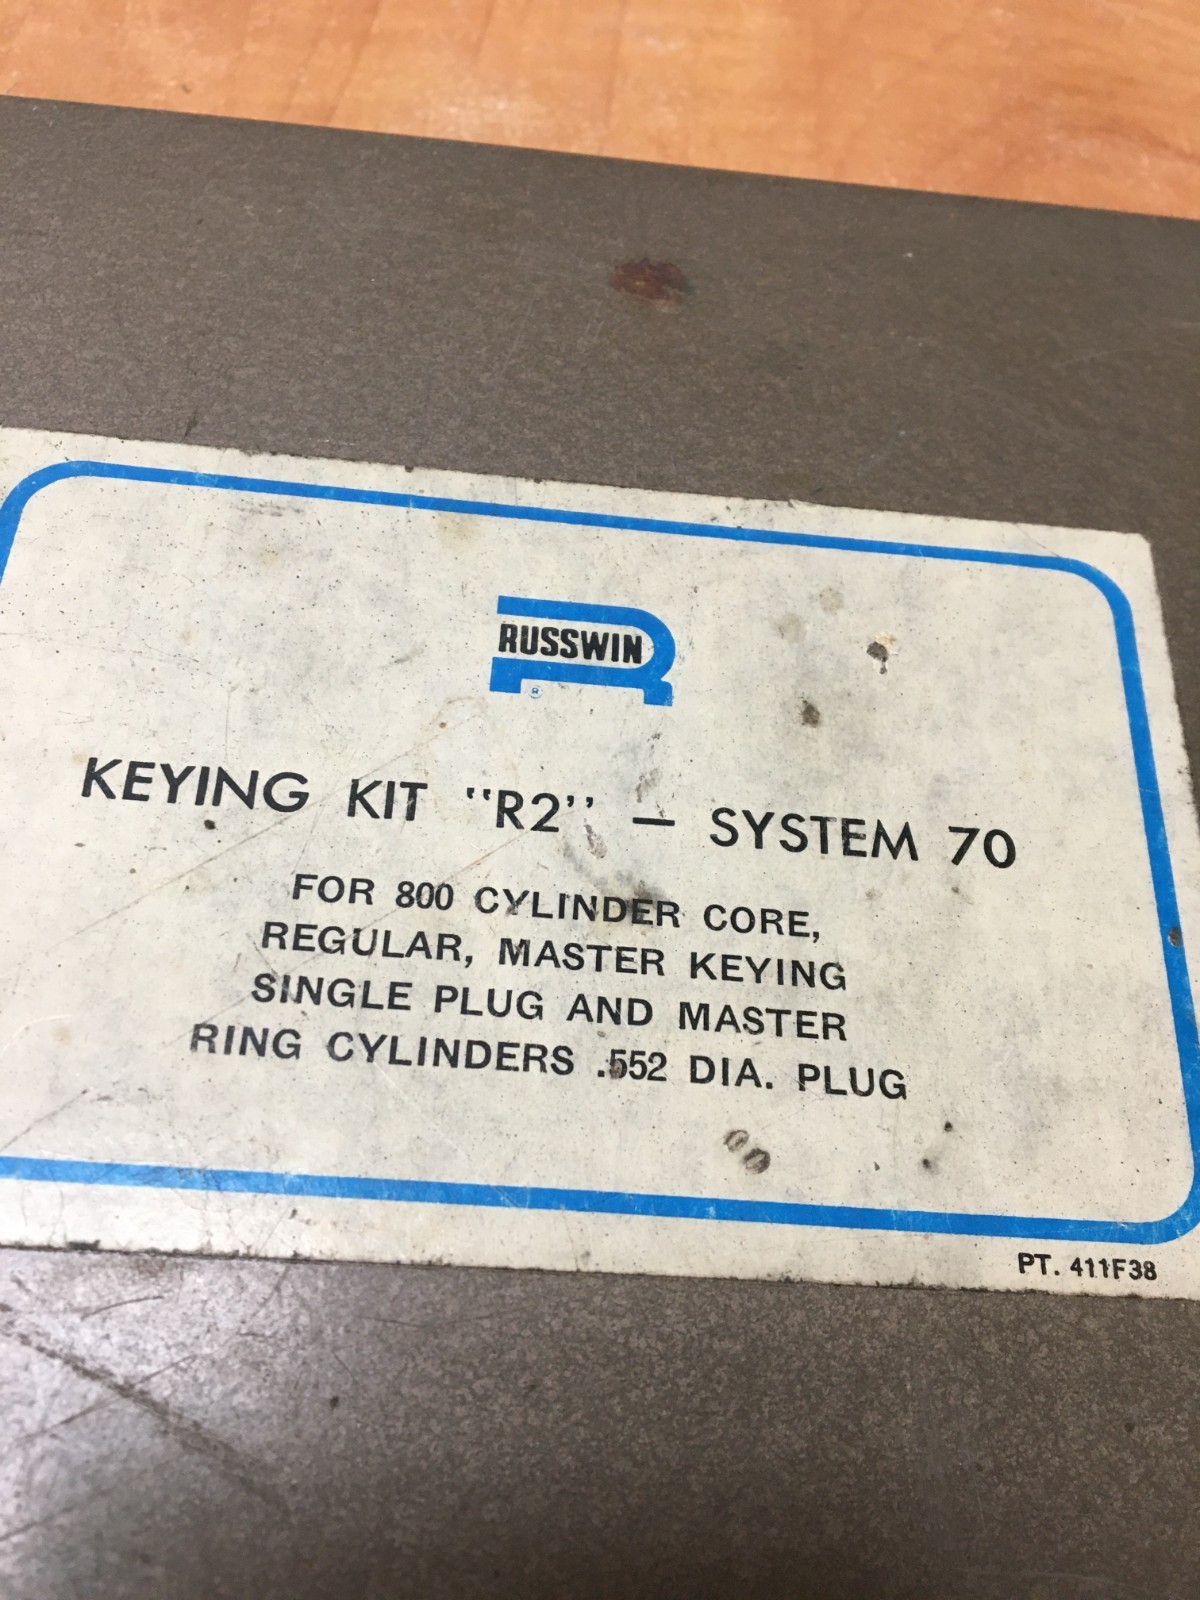 RUSSWIN
®
KEYING KIT "R2" — SYSTEM 70
FOR 800 CYLINDER CORE,
REGULAR, MASTER KEYING
SINGLE PLUG AND MASTER
RING CYLINDERS .552 DIA. PLUG
PT. 411F38